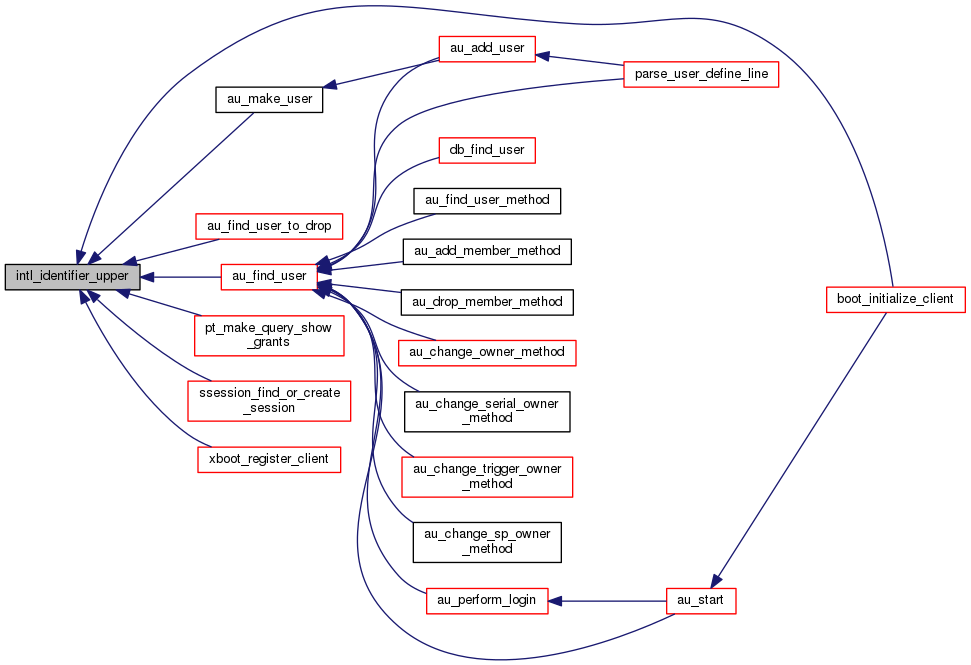 au_add_user
parse_user_define_line
au_make_user
db_find_user
au_find_user_method
au_find_user_to_drop
au_add_member_method
intl_identifier_upper
au_find_user
au_drop_member_method
boot_initialize_client
pt_make_query_show
_grants
au_change_owner_method
ssession_find_or_create
_session
au_change_serial_owner
_method
xboot_register_client
au_change_trigger_owner
_method
au_change_sp_owner
_method
au_perform_login
au_start